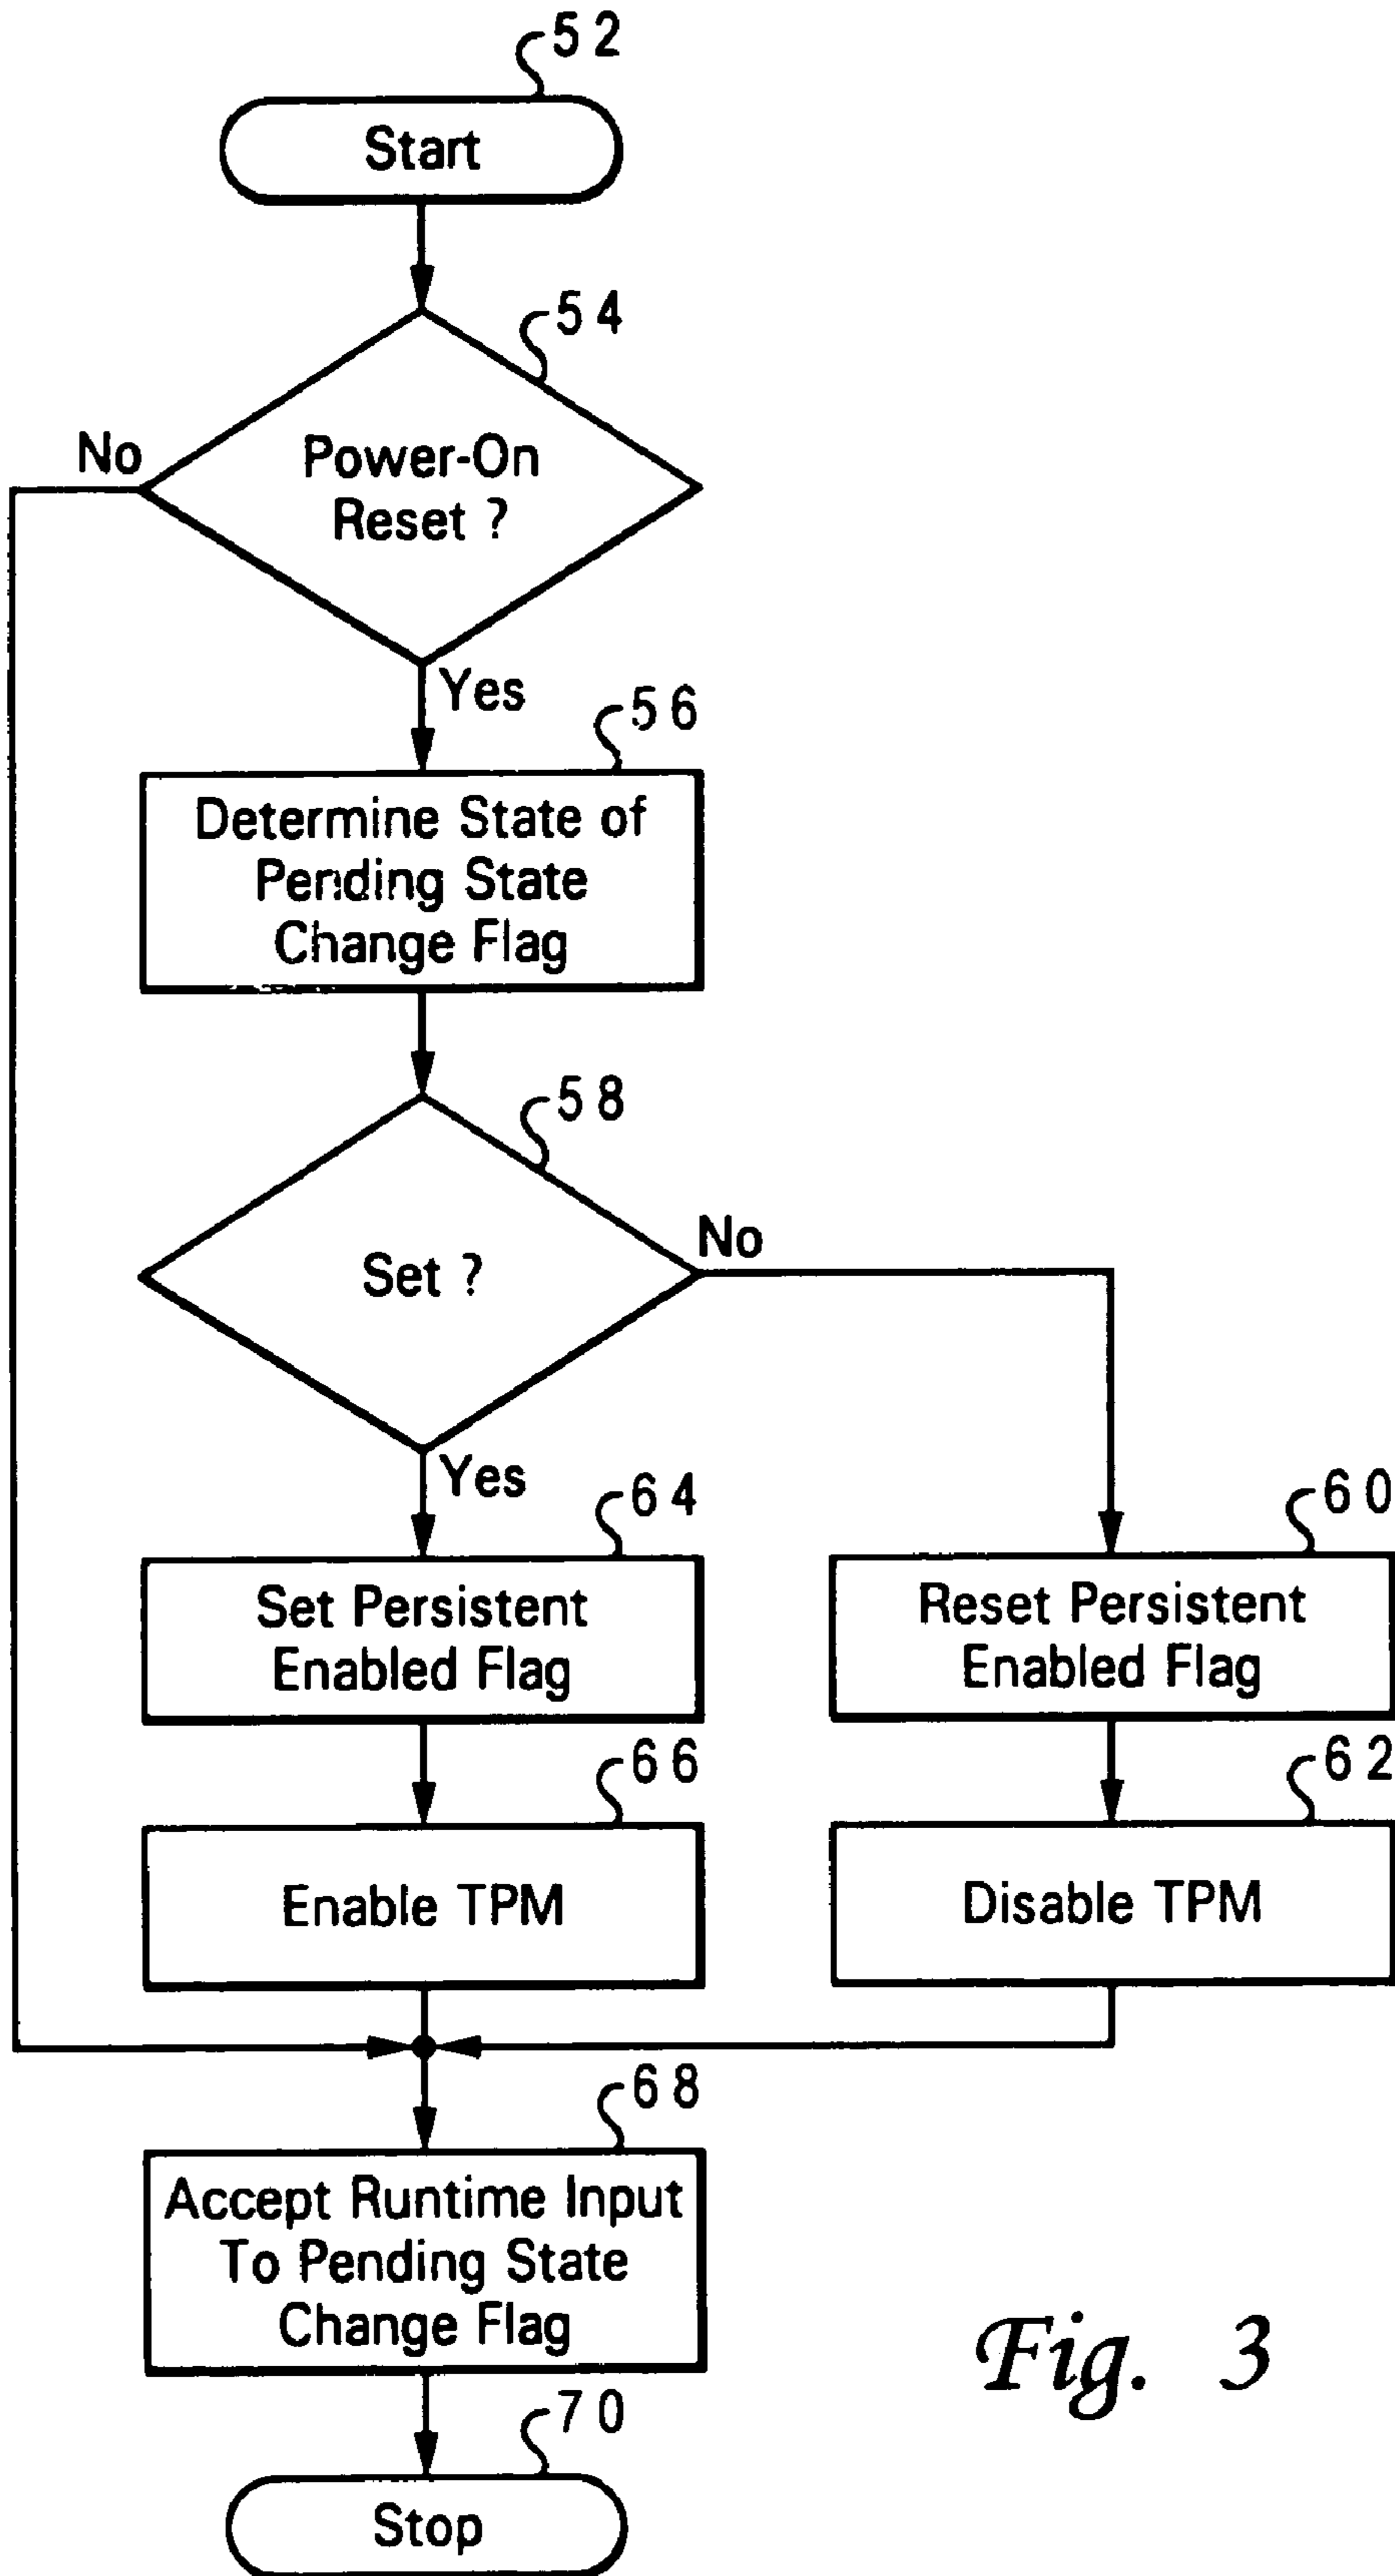 52
Start
54
No
Power-On
Reset ?
Yes
56
Determine State of
Pending State
Change Flag
58
No
Set ?
Yes
64
60
Set Persistent
Enabled Flag
Reset Persistent
Enabled Flag
66
62
Enable TPM
Disable TPM
68
Accept Runtime Input
To Pending State
Change Flag
Fig. 3
70
Stop